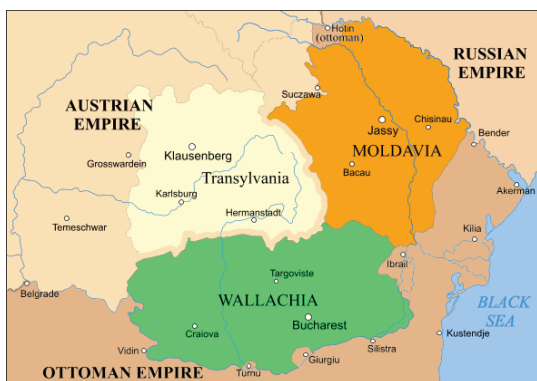 Hotin
(ottoman)
RUSSIAN
EMPIRE
Suczawa
AUSTRIAN
EMPIRE
Chisinau
Jassy
Bender
Klausenberg
MOLDAVIA
Grosswardein
Bacau
Transylvania
Akerman
Karlsburg
Hermanstadt
Temeschwar
Kilia
Ibrail
Targoviste
Belgrade
WALLACHIA
BLACK
SEA
Bucharest
Craiova
Kustendje
Vidin
Silistra
Giurgiu
Turnu
OTTOMAN EMPIRE